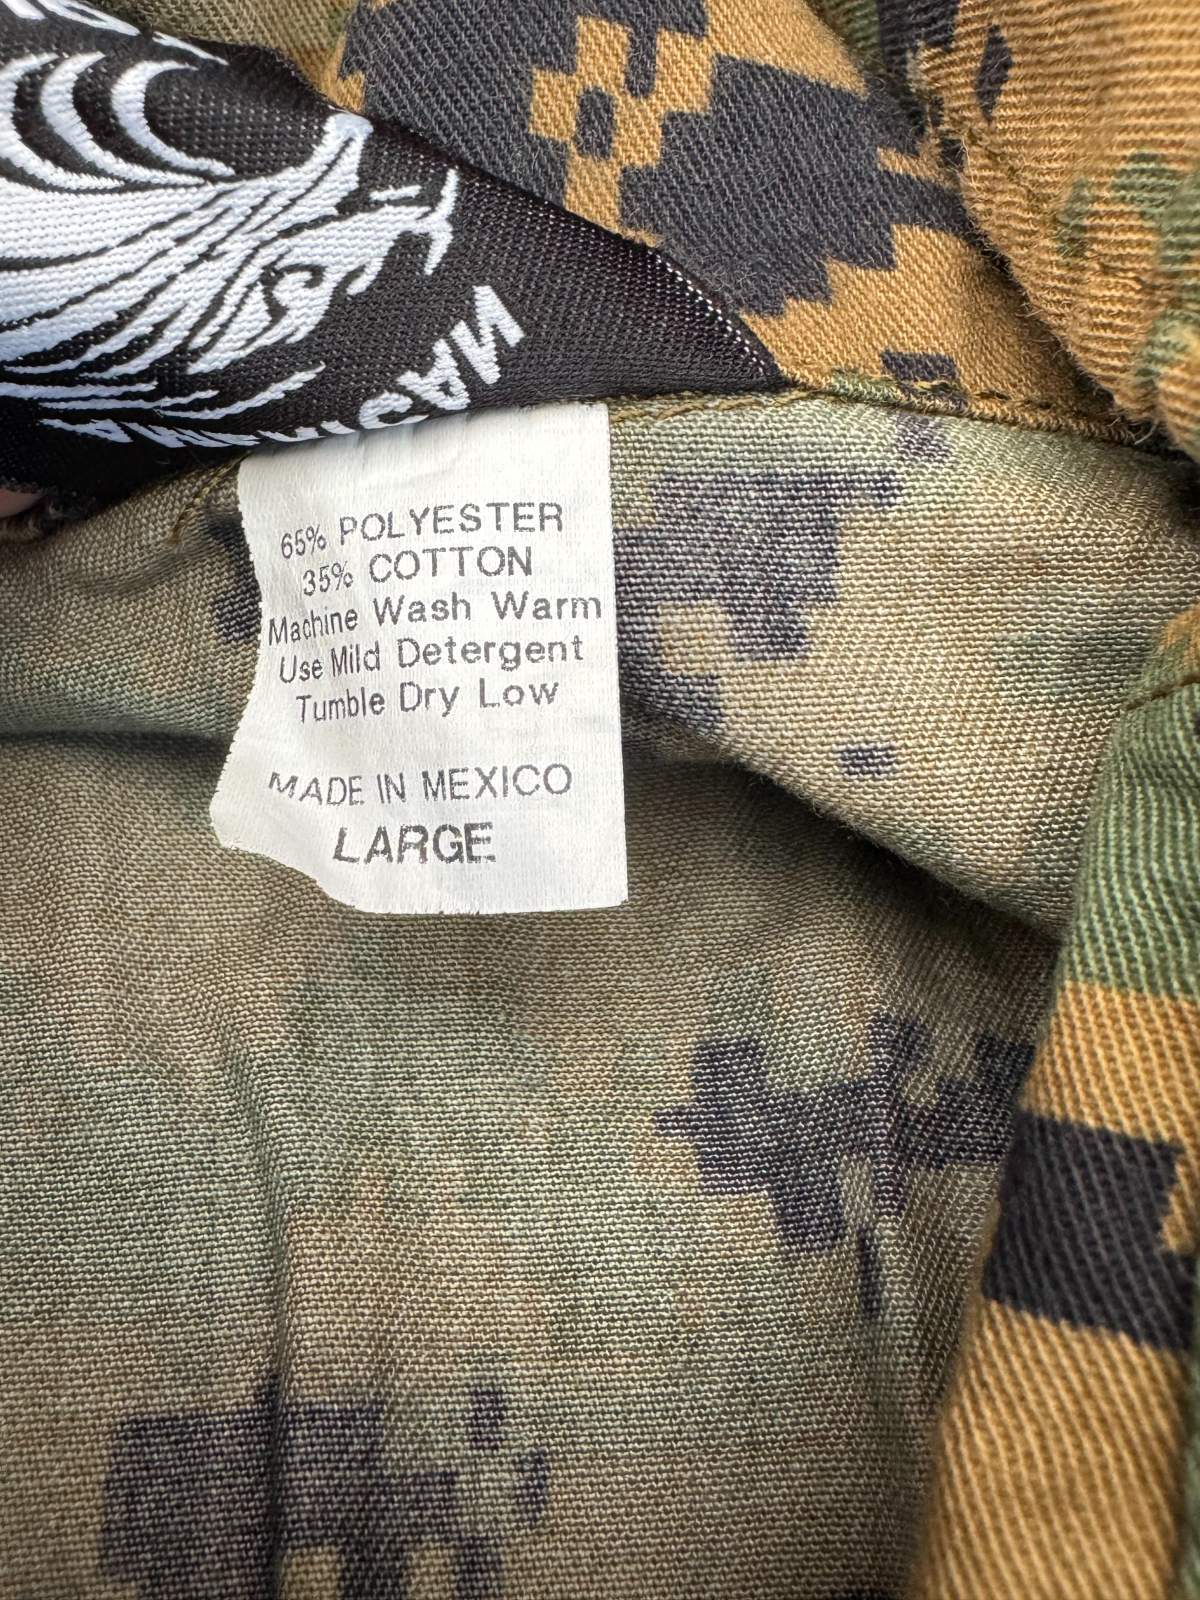 65% POLYESTER
35% COTTON
Machine Wash Warm
Use Mild Detergent
Tumble Dry Low
MADE IN MEXICO
LARGE